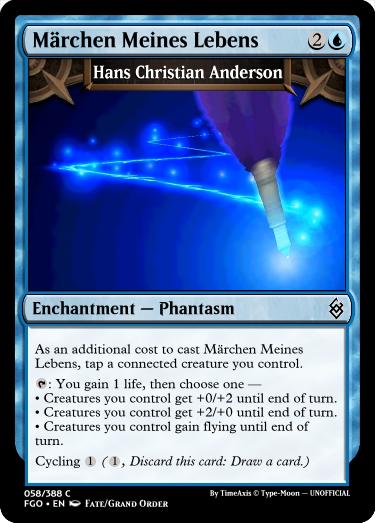 Märchen Meines Lebens 2
Hans Christian Anderson
Enchantment — Phantasm
As an additional cost to cast Märchen Meines
Lebens, tap a connected creature you control.
: You gain 1 life, then choose one —
• Creatures you control get +0/+2 until end of turn.
• Creatures you control get +2/+0 until end of turn.
• Creatures you control gain flying until end of
turn.
Cycling 1 (1, Discard this card: Draw a card.)
058/388 C
FGO • EN Fate/Grand Order
By TimeAxis © Type-Moon — UNOFFICIAL